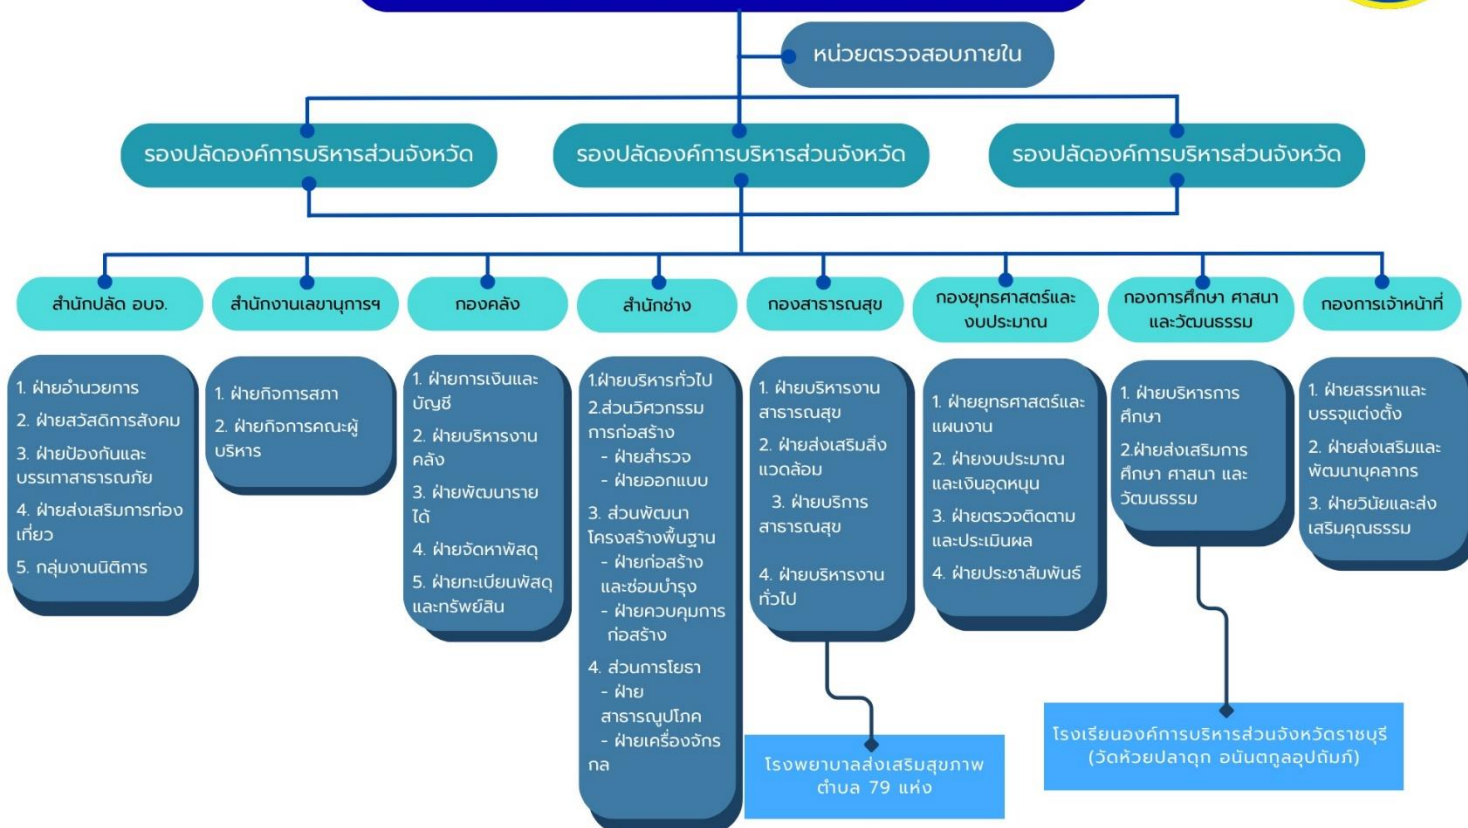 หน่วยตรวจสอบภายใน
รองปลัดองค์การบริหารส่วนจังหวัด
รองปลัดองค์การบริหารส่วนจังหวัด
รองปลัดองค์การบริหารส่วนจังหวัด
สำนักปลัด อบจ.
สำนักงานเลขานุการฯ
กองคลัง
สำนักช่าง
กองสาธารณสุข
กองยุทธศาสตร์และ
งบประมาณ
กองการศึกษา ศาสนา
และวัฒนธรรม
กองการเจ้าหน้าที่
1. ฝ่ายอำนวยการ
2. ฝ่ายสวัสดิการสังคม
3. ฝ่ายป้องกันและ
บรรเทาสาธารณภัย
4. ฝ่ายส่งเสริมการท่อง
เที่ยว
5. กลุ่มงานนิติการ
1. ฝ่ายกิจการสภา
2. ฝ่ายกิจการคณะผู้
บริหาร
1. ฝ่ายการเงินและ
บัญชี
2. ฝ่ายบริหารงาน
คลัง
3. ฝ่ายพัฒนาราย
ได้
4. ฝ่ายจัดหาพัสดุ
5. ฝ่ายทะเบียนพัสดุ
และทรัพย์สิน
1.ฝ่ายบริหารทั่วไป
2.ส่วนวิศวกรรม
การก่อสร้าง
- ฝ่ายสำรวจ
- ฝ่ายออกแบบ
3. ส่วนพัฒนา
โครงสร้างพื้นฐาน
- ฝ่ายก่อสร้าง
และซ่อมบำรุง
- ฝ่ายควบคุมการ
ก่อสร้าง
4. ส่วนการโยธา
- ฝ่าย
สาธารณูปโภค
- ฝ่ายเครื่องจักร
กล
1. ฝ่ายบริหารงาน
สาธารณสุข
2. ฝ่ายส่งเสริมสิ่ง
แวดล้อม
3. ฝ่ายบริการ
สาธารณสุข
4. ฝ่ายบริหารงาน
ทั่วไป
1. ฝ่ายยุทธศาสตร์และ
แผนงาน
2. ฝ่ายงบประมาณ
และเงินอุดหนุน
3. ฝ่ายตรวจติดตาม
และประเมินผล
4. ฝ่ายประชาสัมพันธ์
1. ฝ่ายบริหารการ
ศึกษา
2.ฝ่ายส่งเสริมการ
ศึกษา ศาสนา และ
วัฒนธรรม
1. ฝ่ายสรรหาและ
บรรจุแต่งตั้ง
2. ฝ่ายส่งเสริมและ
พัฒนาบุคลากร
3. ฝ่ายวินัยและส่ง
เสริมคุณธรรม
โรงพยาบาลส่งเสริมสุขภาพ
ตำบล 79 แห่ง
โรงเรียนองค์การบริหารส่วนจังหวัดราชบุรี
(วัดห้วยปลาดุก อนันตกูลอุปถัมภ์)